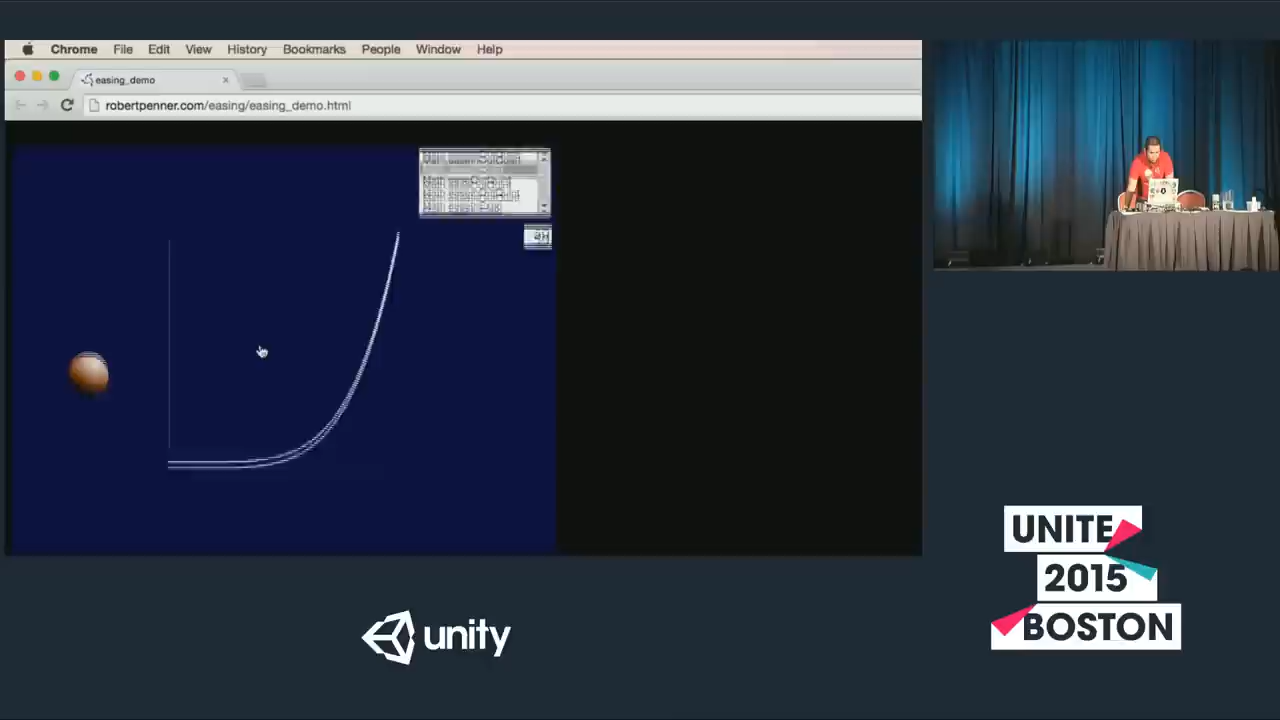 Chrome File Edit View History Bookmarks People Window Help
easing_demo
robertpenner.com/easing/easing_demo.html
unity
UNITE
2015
BOSTON